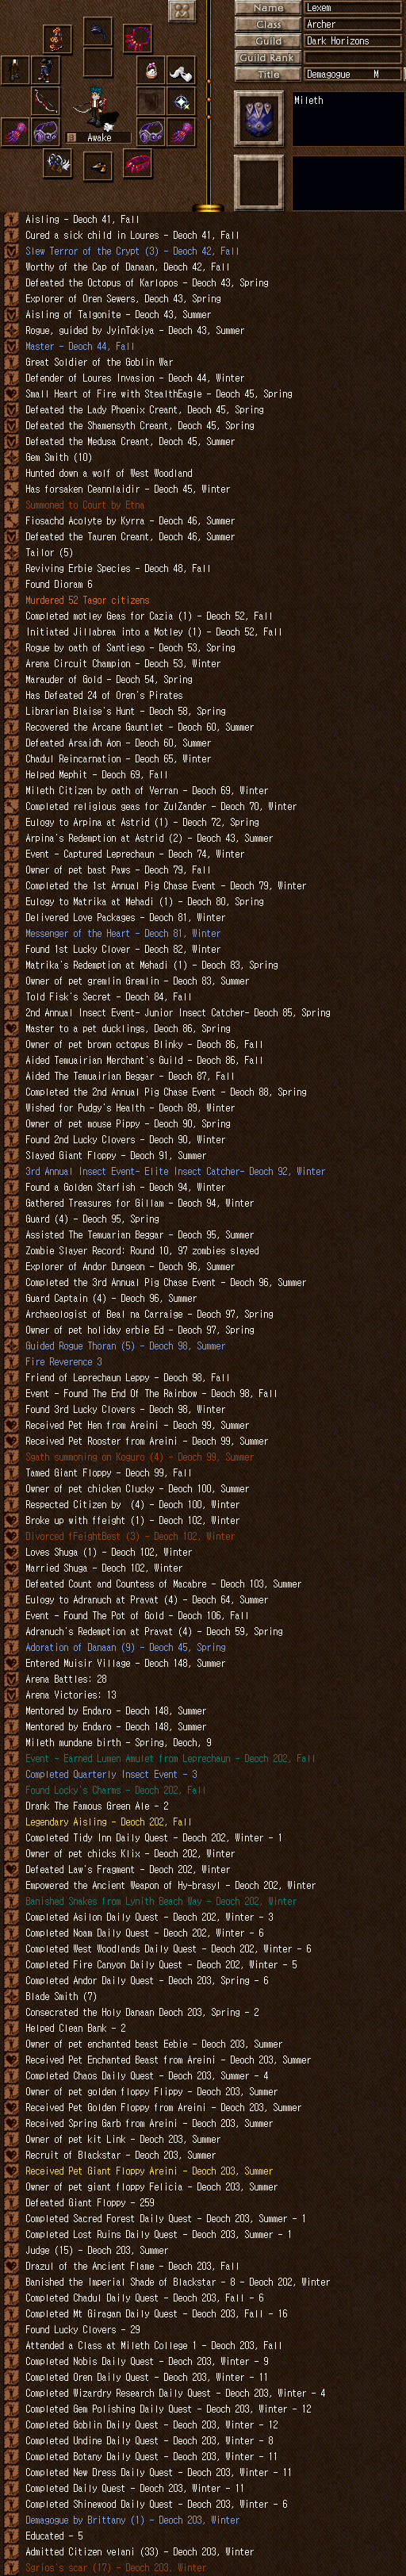 Name Lexem
Class Archer
Guild Dark Horizons
Guild Rank
Title Demagogue M
Mileth
Awake
Aisling - Deoch 41, Fall
Cured a sick child in Loures - Deoch 41, Fall
Slew Terror of the Crypt (3) - Deoch 42, Fall
Worthy of the Cap of Danaan, Deoch 42, Fall
Defeated the Octopus of Karlopos - Deoch 43, Spring
Explorer of Oren Sewers, Deoch 43, Spring
Aisling of Talgonite - Deoch 43, Summer
Rogue, guided by JyinTokiya - Deoch 43, Summer
Master - Deoch 44, Fall
Great Soldier of the Goblin War
Defender of Loures Invasion - Deoch 44, Winter
Small Heart of Fire with StealthEagle - Deoch 45, Spring
Defeated the Lady Phoenix Creant, Deoch 45, Spring
Defeated the Shamensyth Creant, Deoch 45, Spring
Defeated the Medusa Creant, Deoch 45, Summer
Gem Smith (10)
Hunted down a wolf of West Woodland
Has forsaken Ceannlaidir - Deoch 45, Winter
Summoned to Court by Etna
Fiosachd Acolyte by Kyrra - Deoch 46, Summer
Defeated the Tauren Creant, Deoch 46, Summer
Tailor (5)
Reviving Erbie Species - Deoch 48, Fall
Found Dioram 6
Murdered 52 Tagor citizens
Completed motley Geas for Cazia (1) - Deoch 52, Fall
Initiated Jillabrea into a Motley (1) - Deoch 52, Fall
Rogue by oath of Santiego - Deoch 53, Spring
Arena Circuit Champion - Deoch 53, Winter
Marauder of Gold - Deoch 54, Spring
Has Defeated 24 of Oren's Pirates
Librarian Blaise's Hunt - Deoch 58, Spring
Recovered the Arcane Gauntlet - Deoch 60, Summer
Defeated Arsaidh Aon - Deoch 60, Summer
Chadul Reincarnation - Deoch 65, Winter
Helped Mephit - Deoch 69, Fall
Mileth Citizen by oath of Verran - Deoch 69, Winter
Completed religious geas for ZulZander - Deoch 70, Winter
Eulogy to Arpina at Astrid (1) - Deoch 72, Spring
Arpina's Redemption at Astrid (2) - Deoch 43, Summer
Event - Captured Leprechaun - Deoch 74, Winter
Owner of pet bast Paws - Deoch 79, Fall
Completed the 1st Annual Pig Chase Event - Deoch 79, Winter
Eulogy to Matrika at Mehadi (1) - Deoch 80, Spring
Delivered Love Packages - Deoch 81, Winter
Messenger of the Heart - Deoch 81, Winter
Found 1st Lucky Clover - Deoch 82, Winter
Matrika's Redemption at Mehadi (1) - Deoch 83, Spring
Owner of pet gremlin Gremlin - Deoch 83, Summer
Told Fisk's Secret - Deoch 84, Fall
2nd Annual Insect Event- Junior Insect Catcher- Deoch 85, Spring
Master to a pet ducklings, Deoch 86, Spring
Owner of pet brown octopus Blinky - Deoch 86, Fall
Aided Temuairian Merchant's Guild - Deoch 86, Fall
Aided The Temuairian Beggar - Deoch 87, Fall
Completed the 2nd Annual Pig Chase Event - Deoch 88, Spring
Wished for Pudgy's Health - Deoch 89, Winter
Owner of pet mouse Pippy - Deoch 90, Spring
Found 2nd Lucky Clovers - Deoch 90, Winter
Slayed Giant Floppy - Deoch 91, Summer
3rd Annual Insect Event- Elite Insect Catcher- Deoch 92, Winter
Found a Golden Starfish - Deoch 94, Winter
Gathered Treasures for Gillam - Deoch 94, Winter
Guard (4) - Deoch 95, Spring
Assisted The Temuarian Beggar - Deoch 95, Summer
Zombie Slayer Record: Round 10, 97 zombies slayed
Explorer of Andor Dungeon - Deoch 96, Summer
Completed the 3rd Annual Pig Chase Event - Deoch 96, Summer
Guard Captain (4) - Deoch 96, Summer
Archaeologist of Beal na Carraige - Deoch 97, Spring
Owner of pet holiday erbie Ed - Deoch 97, Spring
Guided Rogue Thoran (5) - Deoch 98, Summer
Fire Reverence 3
Friend of Leprechaun Leppy - Deoch 98, Fall
Event - Found The End Of The Rainbow - Deoch 98, Fall
Found 3rd Lucky Clovers - Deoch 98, Winter
Received Pet Hen from Areini - Deoch 99, Summer
Received Pet Rooster from Areini - Deoch 99, Summer
Sgath summoning on Koguro (4) - Deoch 99, Summer
Tamed Giant Floppy - Deoch 99, Fall
Owner of pet chicken Clucky - Deoch 100, Summer
Respected Citizen by (4) - Deoch 100, Winter
Broke up with ffeight (1) - Deoch 102, Winter
Divorced fFeightBest (3) - Deoch 102, Winter
Loves Shuga (1) - Deoch 102, Winter
Married Shuga - Deoch 102, Winter
Defeated Count and Countess of Macabre - Deoch 103, Summer
Eulogy to Adranuch at Pravat (4) - Deoch 64, Summer
Event - Found The Pot of Gold - Deoch 106, Fall
Adranuch's Redemption at Pravat (4) - Deoch 59, Spring
Adoration of Danaan (9) - Deoch 45, Spring
Entered Muisir Village - Deoch 148, Summer
Arena Battles: 28
Arena Victories: 13
Mentored by Endaro - Deoch 148, Summer
Mentored by Endaro - Deoch 148, Summer
Mileth mundane birth - Spring, Deoch, 9
Event - Earned Lumen Amulet from Leprechaun - Deoch 202, Fall
Completed Quarterly Insect Event - 3
Found Locky's Charms - Deoch 202, Fall
Drank The Famous Green Ale - 2
Legendary Aisling - Deoch 202, Fall
Completed Tidy Inn Daily Quest - Deoch 202, Winter - 1
Owner of pet chicks Klix - Deoch 202, Winter
Defeated Law's Fragment - Deoch 202, Winter
Empowered the Ancient Weapon of Hy-brasyl - Deoch 202, Winter
Banished Snakes from Lynith Beach Way - Deoch 202, Winter
Completed Asilon Daily Quest - Deoch 202, Winter - 3
Completed Noam Daily Quest - Deoch 202, Winter - 6
Completed West Woodlands Daily Quest - Deoch 202, Winter - 6
Completed Fire Canyon Daily Quest - Deoch 202, Winter - 5
Completed Andor Daily Quest - Deoch 203, Spring - 6
Blade Smith (7)
Consecrated the Holy Danaan Deoch 203, Spring - 2
Helped Clean Bank - 2
Owner of pet enchanted beast Eebie - Deoch 203, Summer
Received Pet Enchanted Beast from Areini - Deoch 203, Summer
Completed Chaos Daily Quest - Deoch 203, Summer - 4
Owner of pet golden floppy Flippy - Deoch 203, Summer
Received Pet Golden Floppy from Areini - Deoch 203, Summer
Received Spring Garb from Areini - Deoch 203, Summer
Owner of pet kit Link - Deoch 203, Summer
Recruit of Blackstar - Deoch 203, Summer
Received Pet Giant Floppy Areini - Deoch 203, Summer
Owner of pet giant floppy Felicia - Deoch 203, Summer
Defeated Giant Floppy - 259
Completed Sacred Forest Daily Quest - Deoch 203, Summer - 1
Completed Lost Ruins Daily Quest - Deoch 203, Summer - 1
Judge (15) - Deoch 203, Summer
Drazul of the Ancient Flame - Deoch 203, Fall
Banished the Imperial Shade of Blackstar - 8 - Deoch 202, Winter
Completed Chadul Daily Quest - Deoch 203, Fall - 6
Completed Mt Giragan Daily Quest - Deoch 203, Fall - 16
Found Lucky Clovers - 29
Attended a Class at Mileth College 1 - Deoch 203, Fall
Completed Nobis Daily Quest - Deoch 203, Winter - 9
Completed Oren Daily Quest - Deoch 203, Winter - 11
Completed Wizardry Research Daily Quest - Deoch 203, Winter - 4
Completed Gem Polishing Daily Quest - Deoch 203, Winter - 12
Completed Goblin Daily Quest - Deoch 203, Winter - 12
Completed Undine Daily Quest - Deoch 203, Winter - 8
Completed Botany Daily Quest - Deoch 203, Winter - 11
Completed New Dress Daily Quest - Deoch 203, Winter - 11
Completed Daily Quest - Deoch 203, Winter - 11
Completed Shinewood Daily Quest - Deoch 203, Winter - 6
Demagogue by Brittany (1) - Deoch 203, Winter
Educated - 5
Admitted Citizen velani (33) - Deoch 203, Winter
Sgrios's scar (17) - Deoch 203, Winter